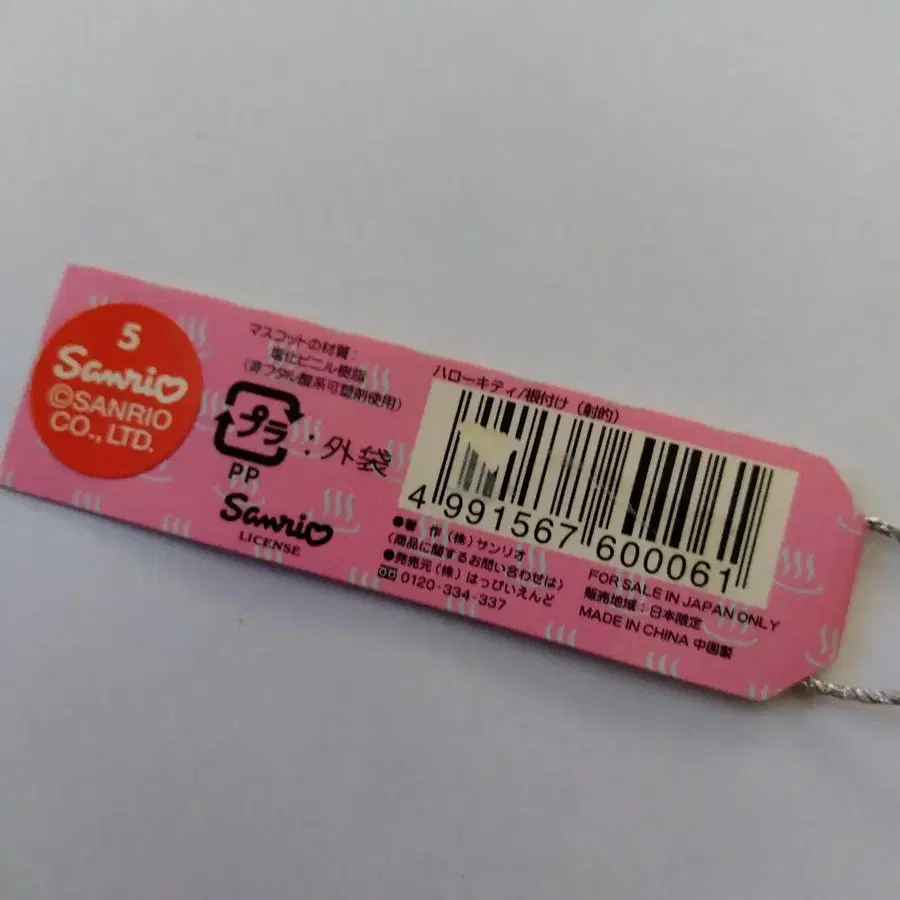 5
Sanrio
©SANRIO
CO., LTD.
マスコットの材質:
塩化ビニル樹脂
(非フタル酸系可塑剤使用)
プラ
:外袋
PP
Sanrio
LICENSE
ハローキティ/根付け (射的)
4 991567 600061
●製 作 (株) サンリオ
〈商品に関するお問い合わせは〉
●発売元 (株) はっぴいえんど
0120-334-337
FOR SALE IN JAPAN ONLY
販売地域:日本限定
MADE IN CHINA 中国製